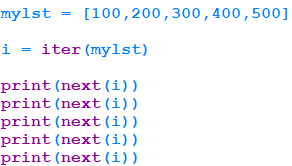 mylst = [100,200,300,400,500]
i = iter(mylst)
print(next(i))
print(next(i))
print(next(i))
print(next(i))
print(next(i))